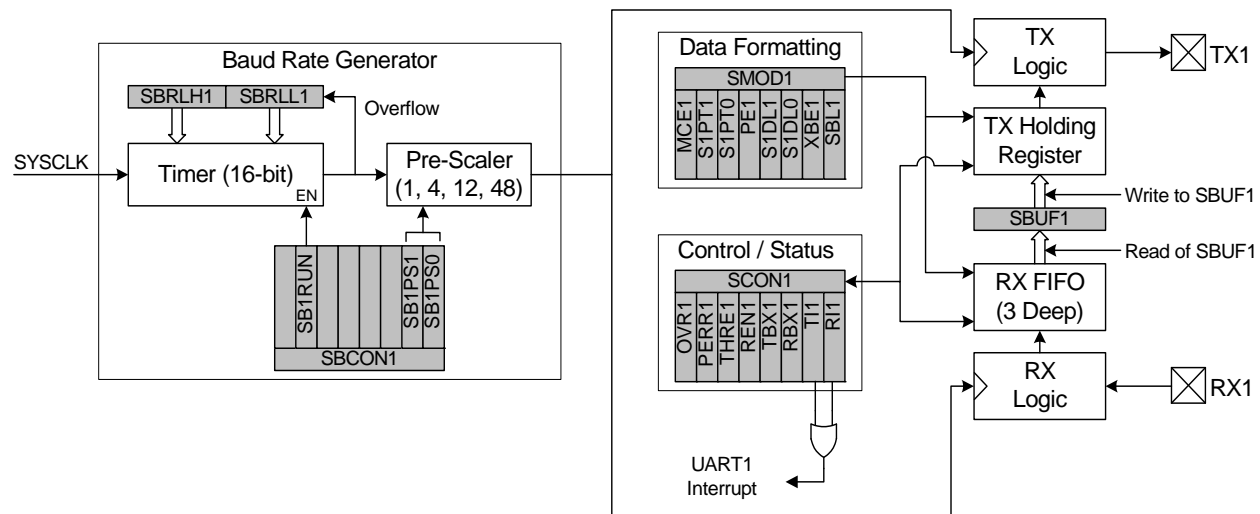 Baud Rate Generator
SBRLH1
SBRLL1
Overflow
SYSCLK
Timer (16-bit)
EN
Pre-Scaler
(1, 4, 12, 48)
SB1RUN
SB1PS1
SB1PS0
SBCON1
Data Formatting
SMOD1
MCE1
S1PT1
S1PT0
PE1
S1DL1
S1DL0
XBE1
SBL1
Control / Status
SCON1
OVR1
PERR1
THRE1
REN1
TBX1
RBX1
TI1
RI1
UART1
Interrupt
TX
Logic
TX1
TX Holding
Register
Write to SBUF1
SBUF1
Read of SBUF1
RX FIFO
(3 Deep)
RX
Logic
RX1